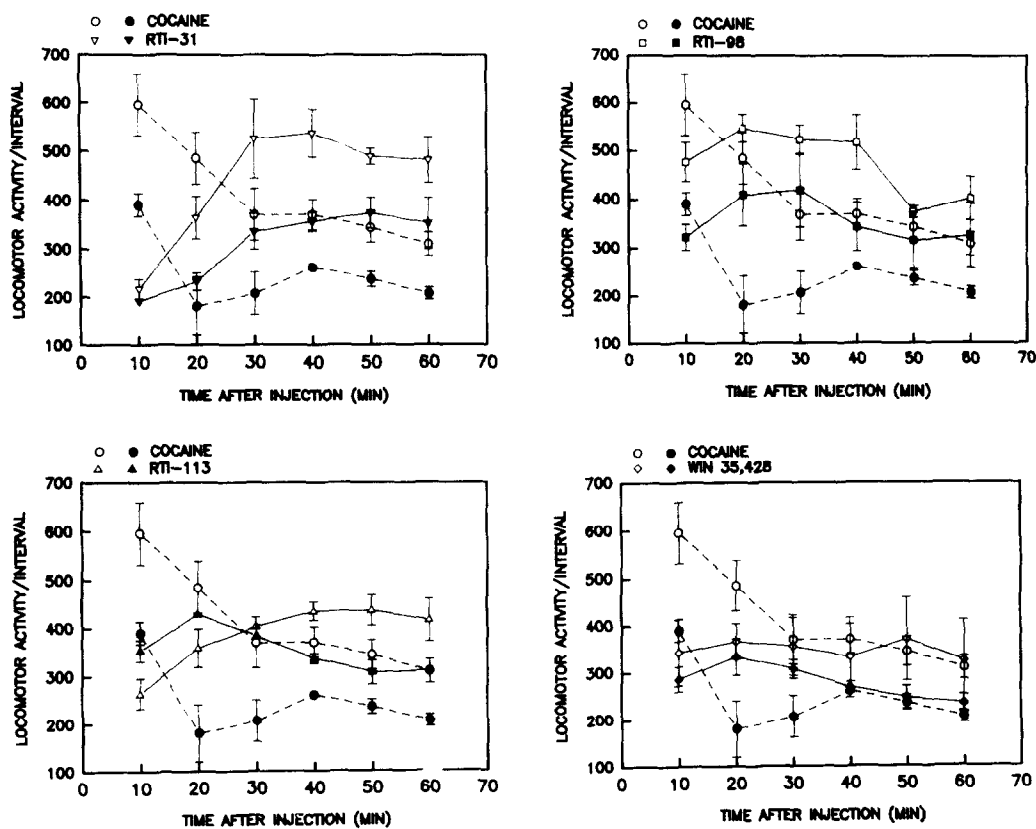 ○ ● COCAINE
▽ ▼ RTI-31
700
600
500
400
300
200
100
0 10 20 30 40 50 60 70
LOCOMOTOR ACTIVITY/INTERVAL
TIME AFTER INJECTION (MIN)
○ ● COCAINE
□ ■ RTI-98
700
600
500
400
300
200
100
0 10 20 30 40 50 60 70
LOCOMOTOR ACTIVITY/INTERVAL
TIME AFTER INJECTION (MIN)
○ ● COCAINE
△ ▲ RTI-113
700
600
500
400
300
200
100
0 10 20 30 40 50 60 70
LOCOMOTOR ACTIVITY/INTERVAL
TIME AFTER INJECTION (MIN)
○ ● COCAINE
◇ ◆ WIN 35,428
700
600
500
400
300
200
100
0 10 20 30 40 50 60 70
LOCOMOTOR ACTIVITY/INTERVAL
TIME AFTER INJECTION (MIN)